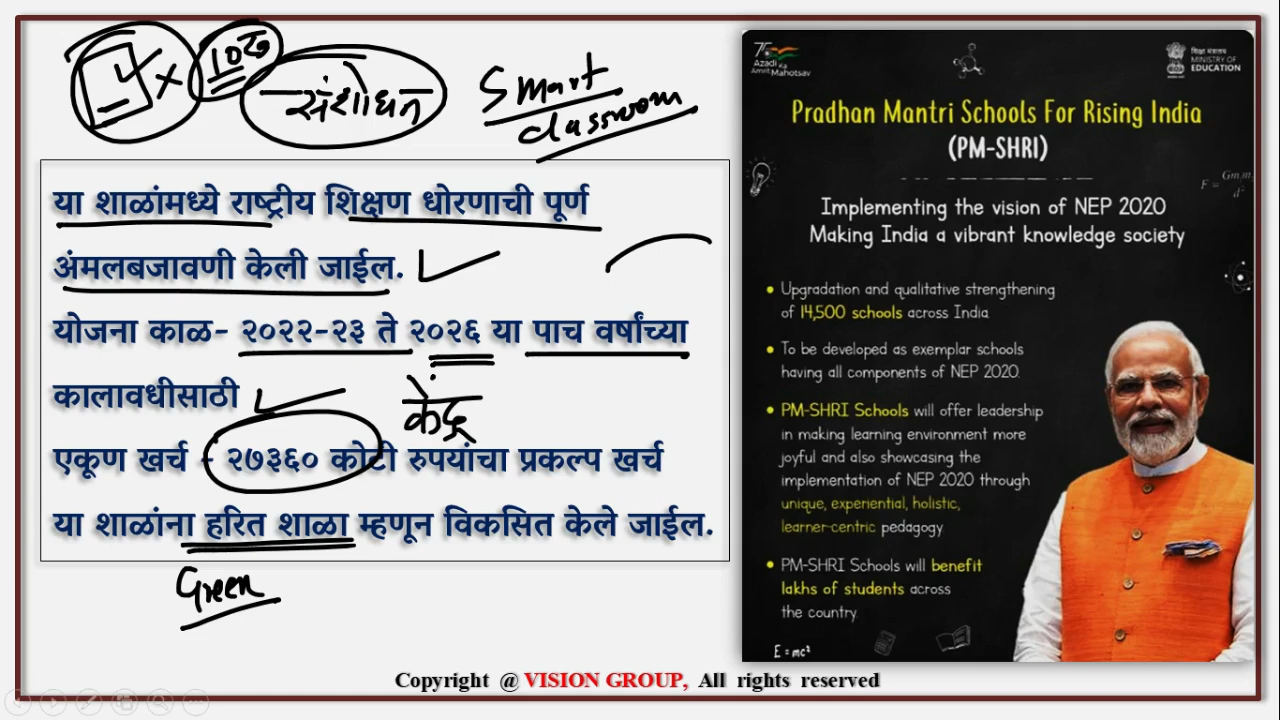 संशोधन
Smart
classroom
या शाळांमध्ये राष्ट्रीय शिक्षण धोरणाची पूर्ण
अंमलबजावणी केली जाईल.
योजना काळ- २०२२-२३ ते २०२६ या पाच वर्षांच्या
कालावधीसाठी
केंद्र
एकूण खर्च - २७३६० कोटी रुपयांचा प्रकल्प खर्च
या शाळांना हरित शाळा म्हणून विकसित केले जाईल.
Green
Azadi Ka
Amrit Mahotsav
शिक्षा मंत्रालय
MINISTRY OF
EDUCATION
Pradhan Mantri Schools For Rising India
(PM-SHRI)
Implementing the vision of NEP 2020
Making India a vibrant knowledge society
• Upgradation and qualitative strengthening
of 14,500 schools across India
• To be developed as exemplar schools
having all components of NEP 2020.
• PM-SHRI Schools will offer leadership
in making learning environment more
joyful and also showcasing the
implementation of NEP 2020 through
unique, experiential, holistic,
learner-centric pedagogy
• PM-SHRI Schools will benefit
lakhs of students across
the country.
E = mc²
Copyright @ VISION GROUP, All rights reserved